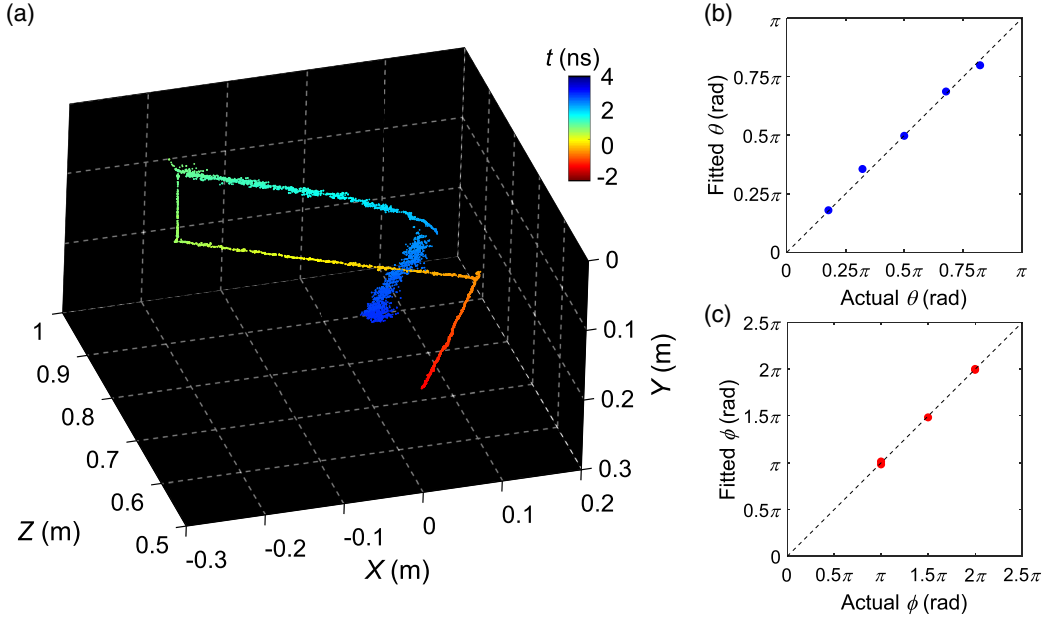 (a)
t (ns)
4
2
0
-2
0
0.1
0.2
0.3
Y (m)
1
0.9
0.8
0.7
0.6
0.5
Z (m)
-0.3
-0.2
-0.1
0
0.1
0.2
X (m)
(b)
π
0.75π
0.5π
0.25π
0
Fitted θ (rad)
0 0.25π 0.5π 0.75π π
Actual θ (rad)
(c)
2.5π
2π
1.5π
π
0.5π
0
Fitted ϕ (rad)
0 0.5π π 1.5π 2π 2.5π
Actual ϕ (rad)